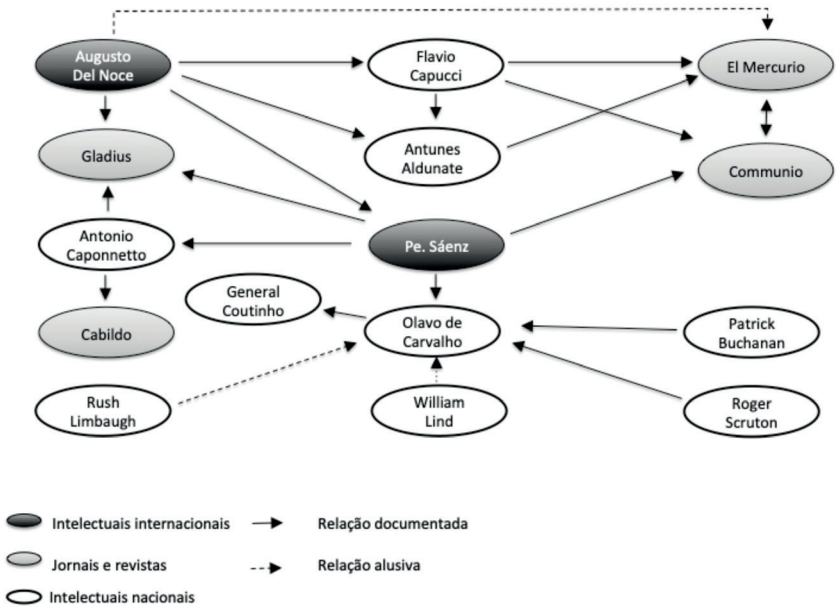 Augusto
Del Noce
Flavio
Capucci
El Mercurio
Gladius
Antunes
Aldunate
Communio
Antonio
Caponnetto
Pe. Sáenz
General
Coutinho
Cabildo
Olavo de
Carvalho
Patrick
Buchanan
Rush
Limbaugh
William
Lind
Roger
Scruton
Intelectuais internacionais
Relação documentada
Jornais e revistas
Relação alusiva
Intelectuais nacionais